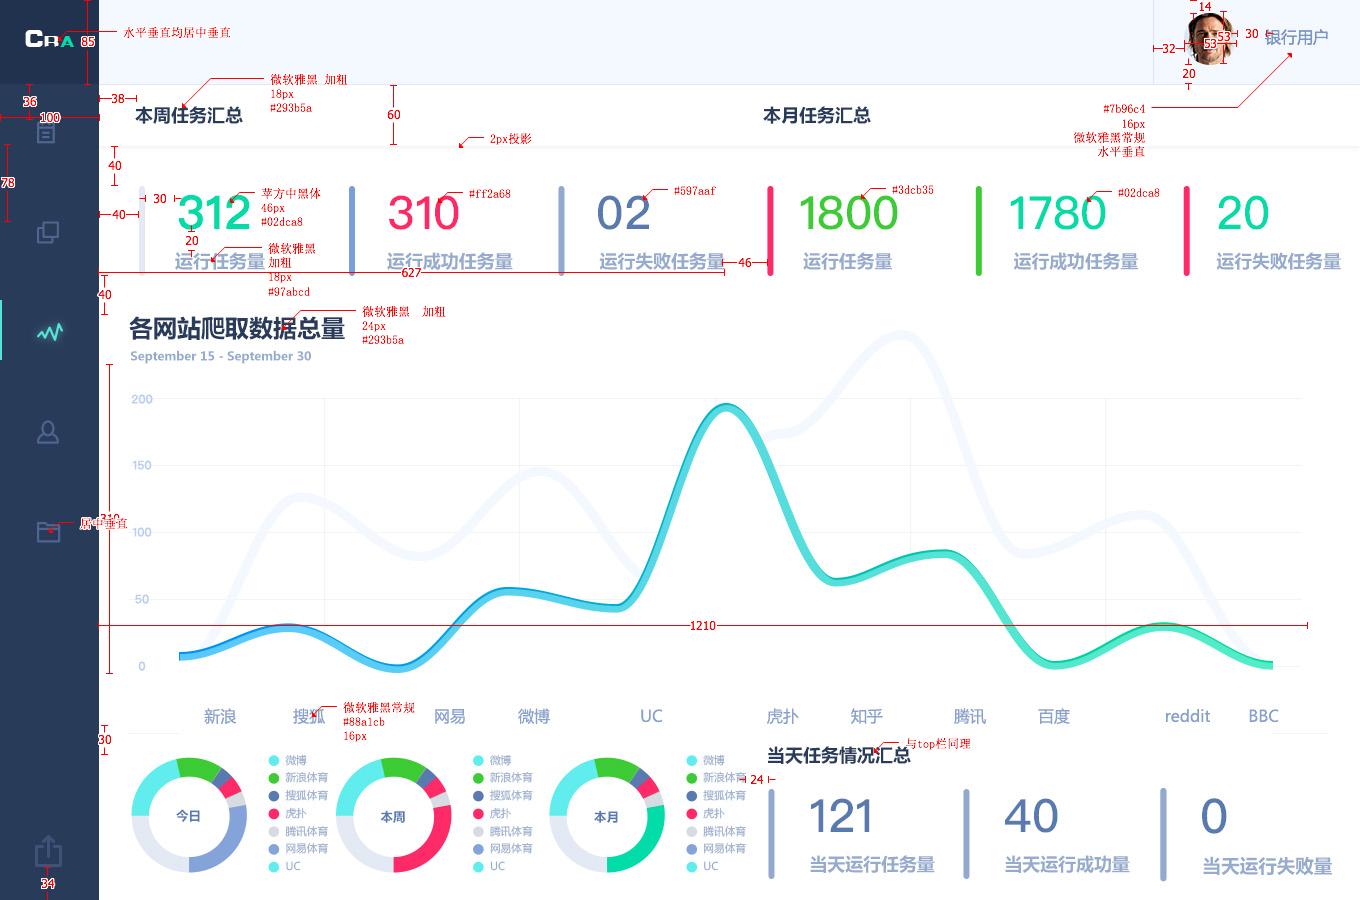 CRA
85
水平垂直均居中垂直
14
53
53
30
32
20
银行用户
36
100
38
本周任务汇总
微软雅黑 加粗
18px
#293b5a
60
2px投影
本月任务汇总
#7b96c4
16px
微软雅黑常规
水平垂直
78
40
40
30
312
苹方中黑体
46px
#02dca8
20
运行任务量
微软雅黑
加粗
18px
#97abcd
310
#ff2a68
运行成功任务量
627
02
#597aaf
运行失败任务量
46
1800
#3dcb35
运行任务量
1780
#02dca8
运行成功任务量
20
运行失败任务量
40
各网站爬取数据总量
微软雅黑 加粗
24px
#293b5a
September 15 - September 30
200
150
100
50
0
居中垂直
1210
新浪
搜狐
网易
微博
UC
虎扑
知乎
腾讯
百度
reddit
BBC
微软雅黑常规
#88a1cb
16px
30
今日
微博
新浪体育
搜狐体育
虎扑
腾讯体育
网易体育
UC
本周
微博
新浪体育
搜狐体育
虎扑
腾讯体育
网易体育
UC
本月
微博
新浪体育
搜狐体育
虎扑
腾讯体育
网易体育
UC
当天任务情况汇总
与top栏同理
24
121
当天运行任务量
40
当天运行成功量
0
当天运行失败量
34